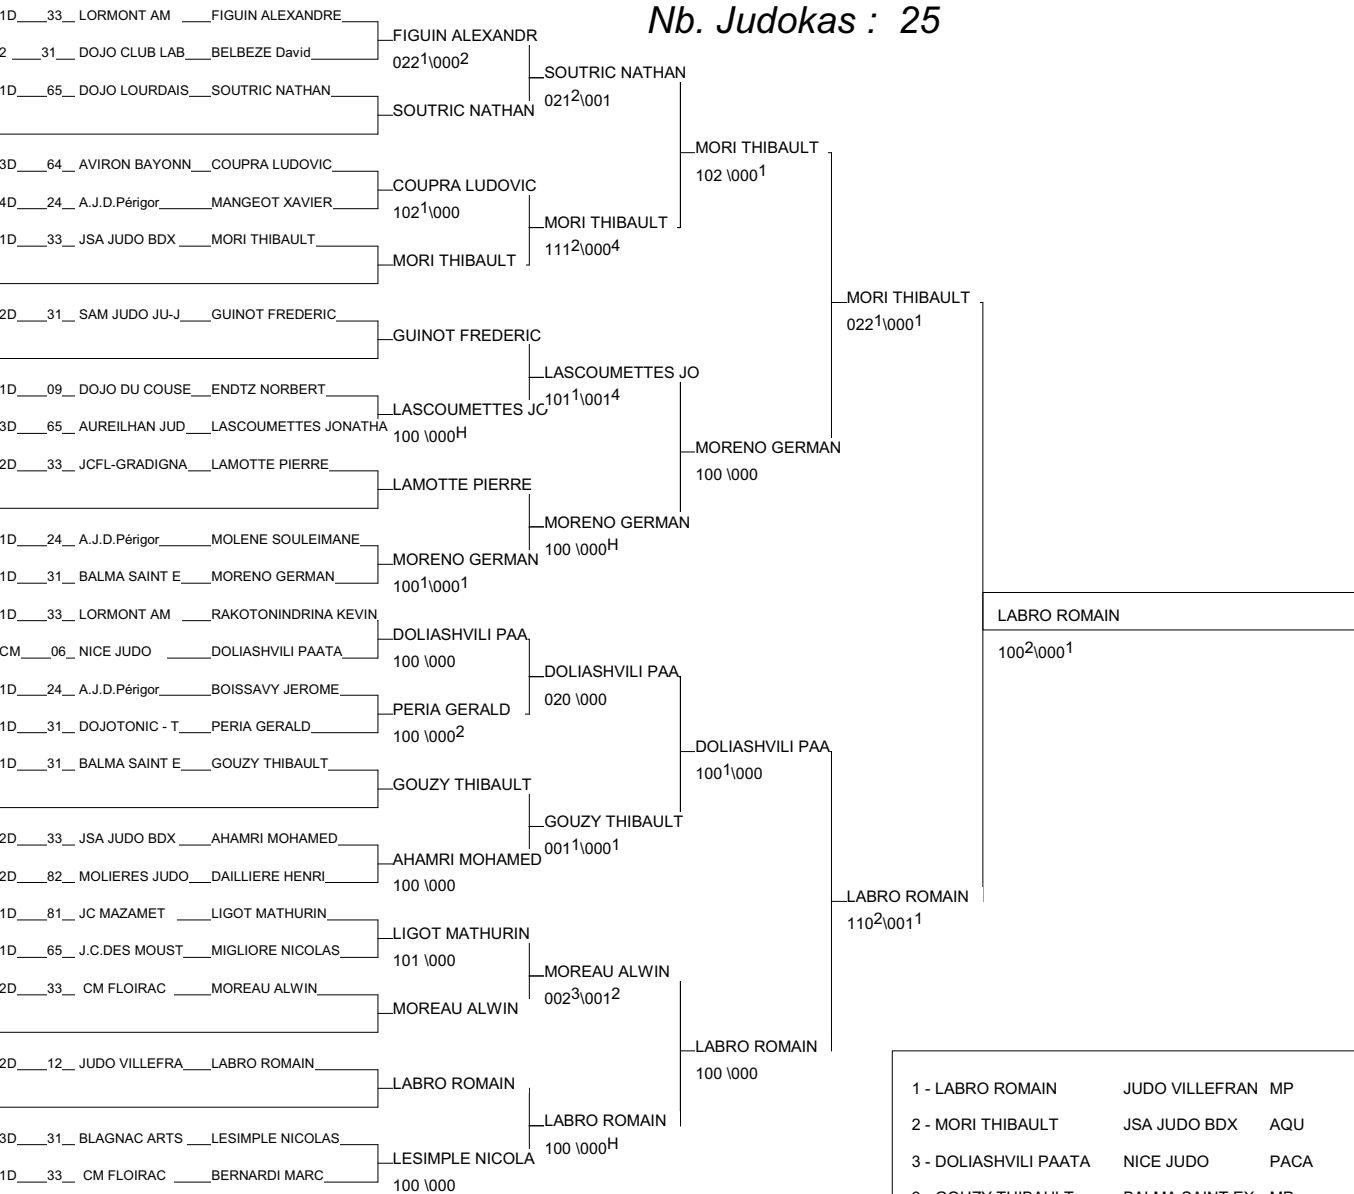 Nb. Judokas : 25
1D 33 LORMONT AM FIGUIN ALEXANDRE
2 31 DOJO CLUB LAB BELBEZE David
1D 65 DOJO LOURDAIS SOUTRIC NATHAN
3D 64 AVIRON BAYONN COUPRA LUDOVIC
4D 24 A.J.D.Périgor MANGEOT XAVIER
1D 33 JSA JUDO BDX MORI THIBAULT
2D 31 SAM JUDO JU-J GUINOT FREDERIC
1D 09 DOJO DU COUSE ENDTZ NORBERT
3D 65 AUREILHAN JUD LASCOUMETTES JONATHA
2D 33 JCFL-GRADIGNA LAMOTTE PIERRE
1D 24 A.J.D.Périgor MOLENE SOULEIMANE
1D 31 BALMA SAINT E MORENO GERMAN
1D 33 LORMONT AM RAKOTONINDRINA KEVIN
CM 06 NICE JUDO DOLIASHVILI PAATA
1D 24 A.J.D.Périgor BOISSAVY JEROME
1D 31 DOJOTONIC - T PERIA GERALD
1D 31 BALMA SAINT E GOUZY THIBAULT
2D 33 JSA JUDO BDX AHAMRI MOHAMED
2D 82 MOLIERES JUDO DAILLIERE HENRI
1D 81 JC MAZAMET LIGOT MATHURIN
1D 65 J.C.DES MOUST MIGLIORE NICOLAS
2D 33 CM FLOIRAC MOREAU ALWIN
2D 12 JUDO VILLEFRA LABRO ROMAIN
3D 31 BLAGNAC ARTS LESIMPLE NICOLAS
1D 33 CM FLOIRAC BERNARDI MARC
FIGUIN ALEXANDR
022¹\000²
SOUTRIC NATHAN
COUPRA LUDOVIC
102¹\000
MORI THIBAULT
GUINOT FREDERIC
LASCOUMETTES JO
100 \000H
LAMOTTE PIERRE
MORENO GERMAN
100¹\000¹
DOLIASHVILI PAA
100 \000
PERIA GERALD
100 \000²
GOUZY THIBAULT
AHAMRI MOHAMED
100 \000
LIGOT MATHURIN
101 \000
MOREAU ALWIN
LABRO ROMAIN
LESIMPLE NICOLA
100 \000
SOUTRIC NATHAN
021²\001
MORI THIBAULT
111²\000⁴
LASCOUMETTES JO
101¹\001⁴
MORENO GERMAN
100 \000H
DOLIASHVILI PAA
020 \000
GOUZY THIBAULT
001¹\000¹
MOREAU ALWIN
002³\001²
LABRO ROMAIN
100 \000H
MORI THIBAULT
102 \000¹
MORENO GERMAN
100 \000
DOLIASHVILI PAA
100¹\000
LABRO ROMAIN
100 \000
MORI THIBAULT
022¹\000¹
LABRO ROMAIN
110²\001¹
LABRO ROMAIN
100²\000¹
1 - LABRO ROMAIN JUDO VILLEFRAN MP
2 - MORI THIBAULT JSA JUDO BDX AQU
3 - DOLIASHVILI PAATA NICE JUDO PACA